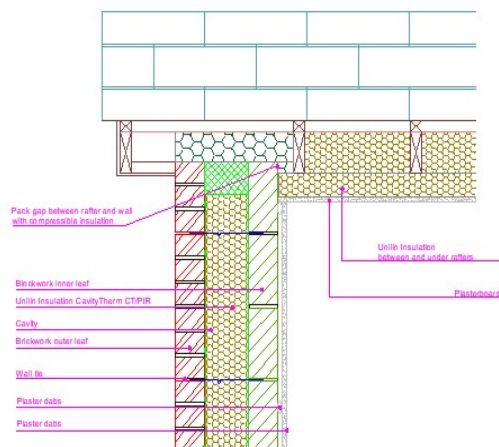 Pack gap between rafter and wall
with compressible insulation
Unilin Insulation
between and under rafters
Blockwork inner leaf
Plasterboard
Unilin Insulation CavityTherm CT/PIR
Cavity
Brickwork outer leaf
Wall tie
Plaster dabs
Plaster dabs